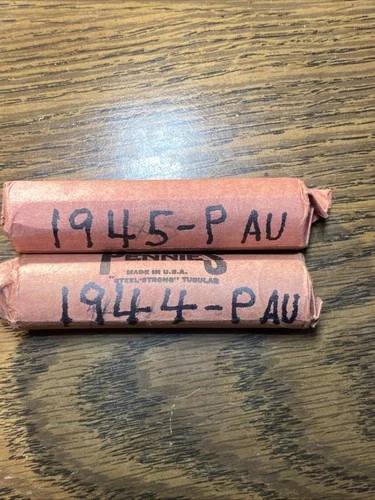 1945-P AU
PENNIES
MADE IN U.S.A.
"STEEL-STRONG" TUBULAR
1944-P AU